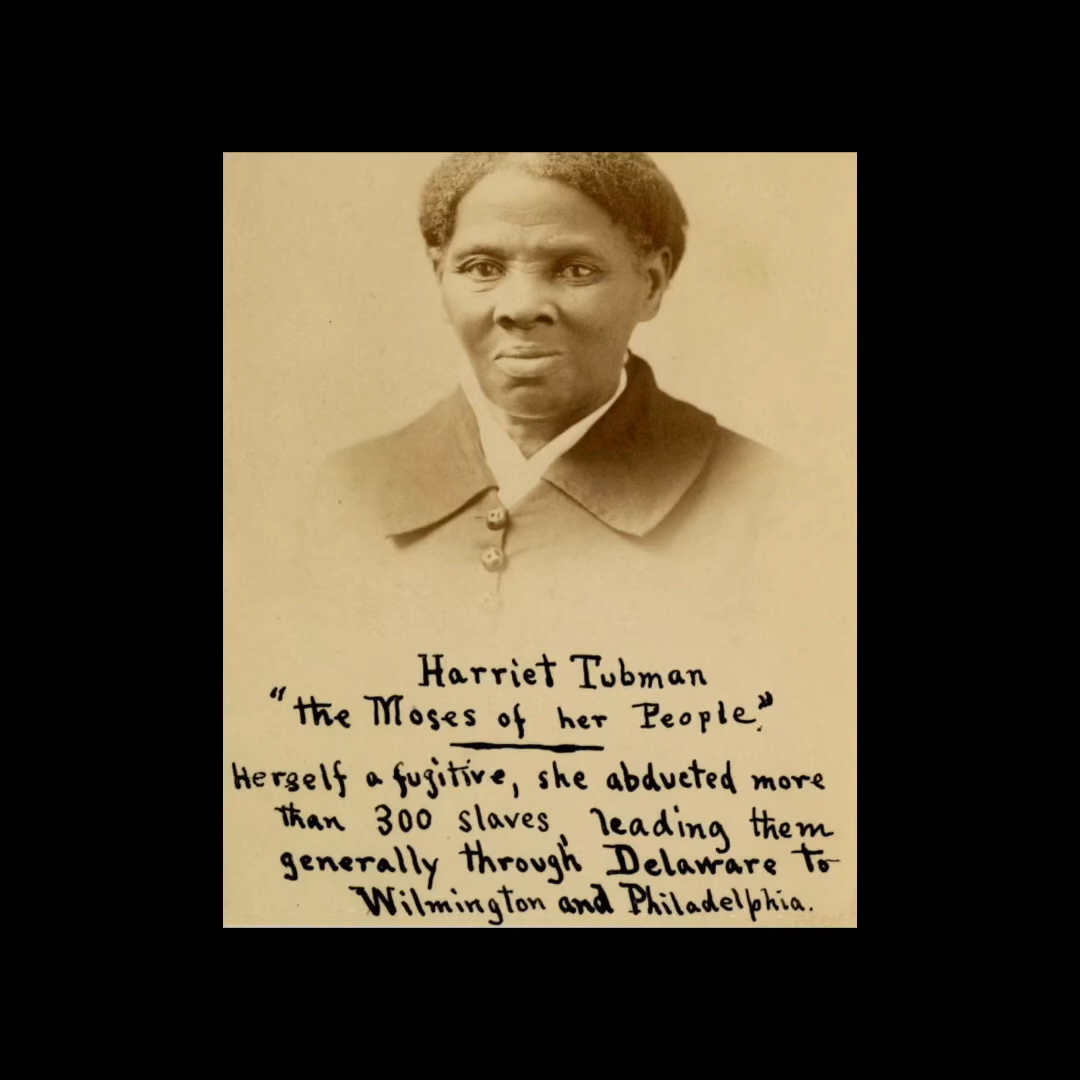 Harriet Tubman
"the Moses of her People."
Herself a fugitive, she abducted more
than 300 slaves, leading them
generally through Delaware to
Wilmington and Philadelphia.